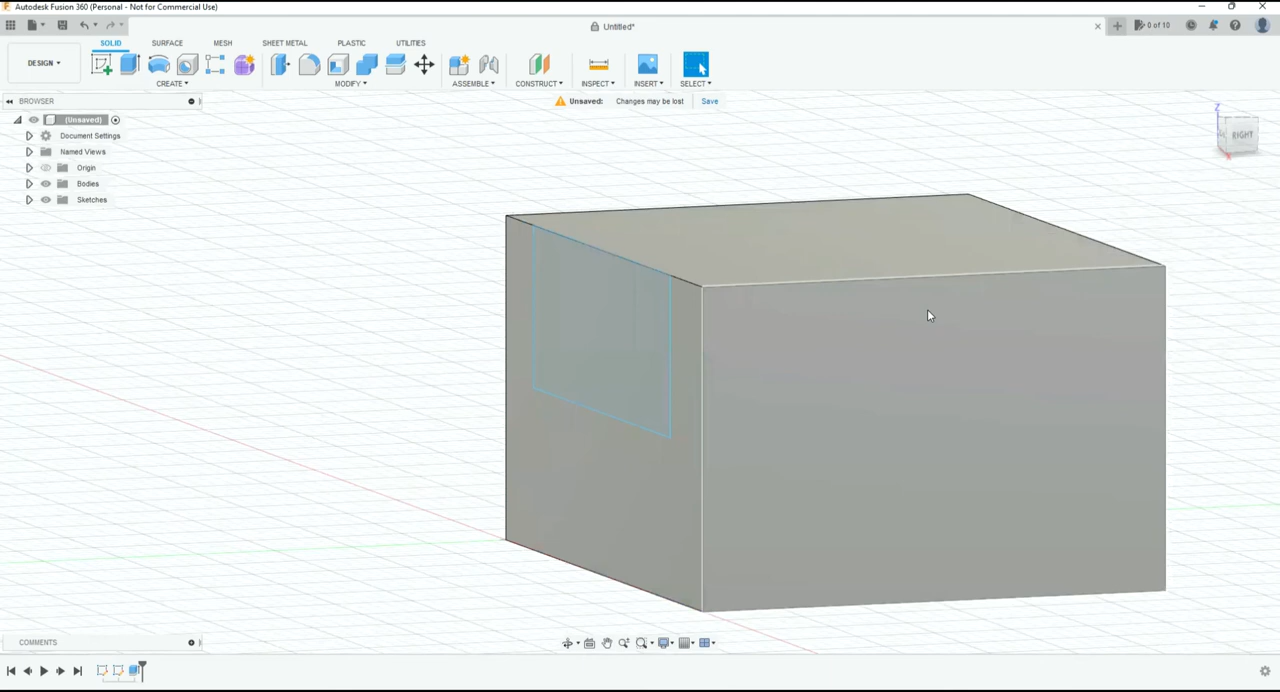 Autodesk Fusion 360 (Personal - Not for Commercial Use)
Untitled*
0 of 10
SOLID SURFACE MESH SHEET METAL PLASTIC UTILITIES
DESIGN
CREATE MODIFY ASSEMBLE CONSTRUCT INSPECT INSERT SELECT
BROWSER
Unsaved: Changes may be lost Save
(Unsaved)
Document Settings
Named Views
Origin
Bodies
Sketches
Z
RIGHT
COMMENTS